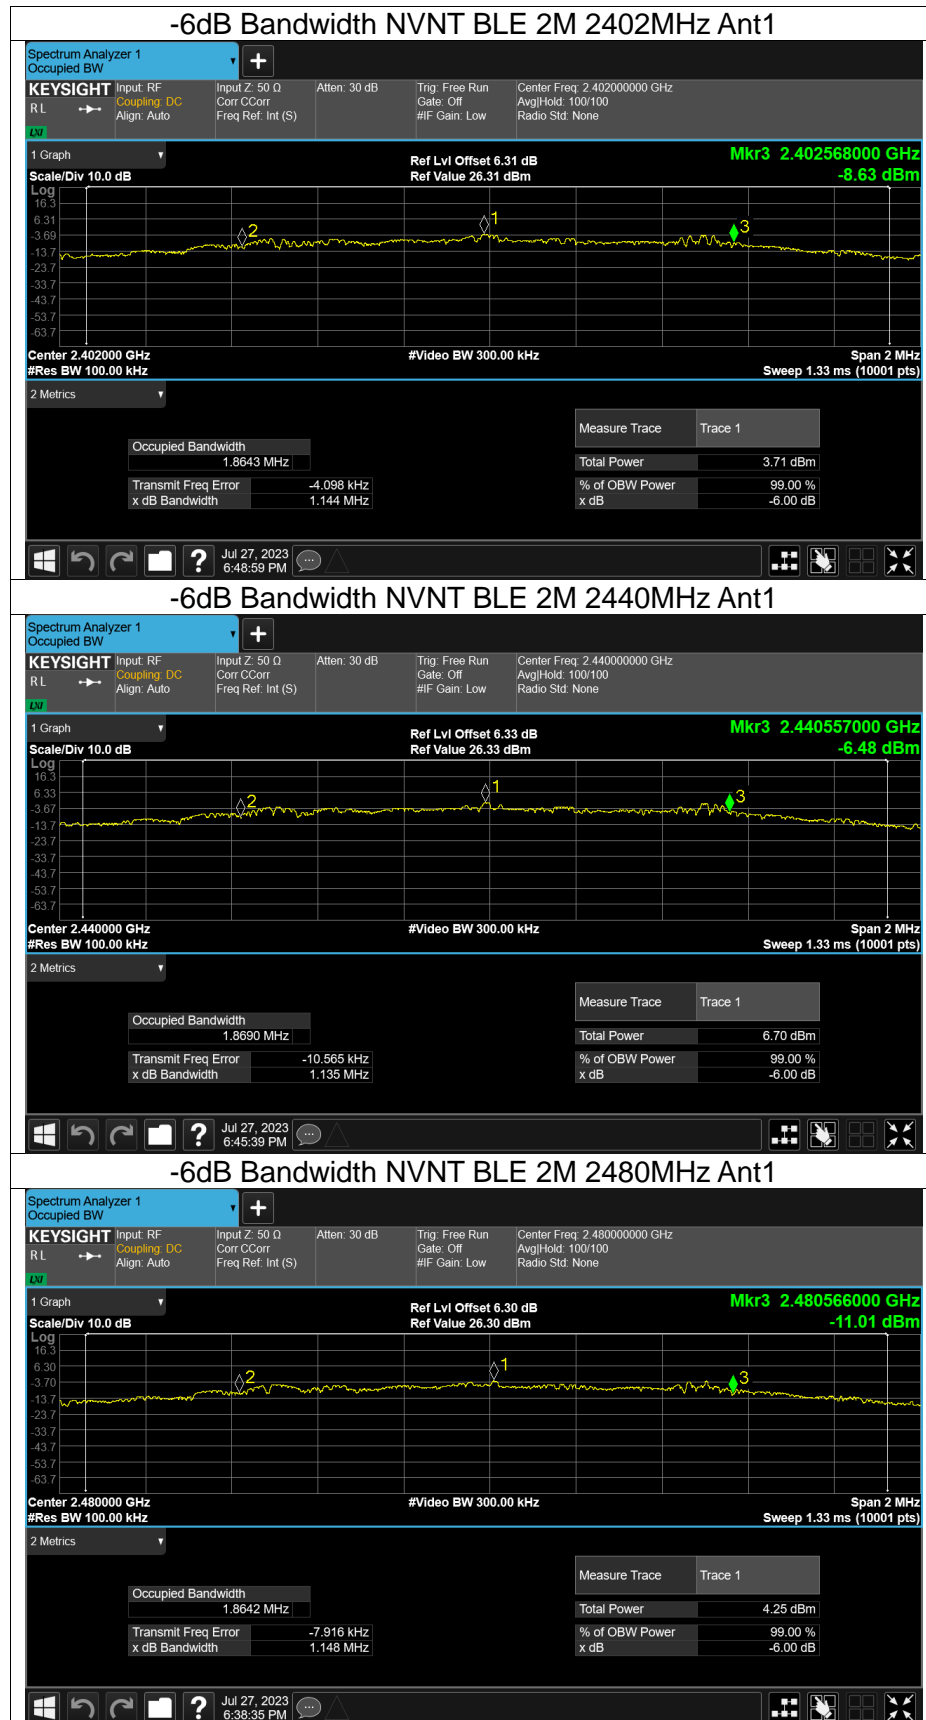 -6dB Bandwidth NVNT BLE 2M 2402MHz Ant1
Spectrum Analyzer 1
Occupied BW
+
KEYSIGHT Input: RF Input Z: 50 Ω Atten: 30 dB Trig: Free Run Center Freq: 2.402000000 GHz
R L Coupling: DC Corr CCorr Gate: Off Avg|Hold: 100/100
Align: Auto Freq Ref: Int (S) #IF Gain: Low Radio Std: None
LXI
1 Graph Ref Lvl Offset 6.31 dB Mkr3 2.402568000 GHz
Scale/Div 10.0 dB Ref Value 26.31 dBm -8.63 dBm
Log
16.3
6.31
-3.69
-13.7
-23.7
-33.7
-43.7
-53.7
-63.7
2 1 3
Center 2.402000 GHz #Video BW 300.00 kHz Span 2 MHz
#Res BW 100.00 kHz Sweep 1.33 ms (10001 pts)
2 Metrics
Measure Trace Trace 1
Occupied Bandwidth
1.8643 MHz Total Power 3.71 dBm
Transmit Freq Error -4.098 kHz % of OBW Power 99.00 %
x dB Bandwidth 1.144 MHz x dB -6.00 dB
? Jul 27, 2023
6:48:59 PM
-6dB Bandwidth NVNT BLE 2M 2440MHz Ant1
Spectrum Analyzer 1
Occupied BW
+
KEYSIGHT Input: RF Input Z: 50 Ω Atten: 30 dB Trig: Free Run Center Freq: 2.440000000 GHz
R L Coupling: DC Corr CCorr Gate: Off Avg|Hold: 100/100
Align: Auto Freq Ref: Int (S) #IF Gain: Low Radio Std: None
LXI
1 Graph Ref Lvl Offset 6.33 dB Mkr3 2.440557000 GHz
Scale/Div 10.0 dB Ref Value 26.33 dBm -6.48 dBm
Log
16.3
6.33
-3.67
-13.7
-23.7
-33.7
-43.7
-53.7
-63.7
2 1 3
Center 2.440000 GHz #Video BW 300.00 kHz Span 2 MHz
#Res BW 100.00 kHz Sweep 1.33 ms (10001 pts)
2 Metrics
Measure Trace Trace 1
Occupied Bandwidth
1.8690 MHz Total Power 6.70 dBm
Transmit Freq Error -10.565 kHz % of OBW Power 99.00 %
x dB Bandwidth 1.135 MHz x dB -6.00 dB
? Jul 27, 2023
6:45:39 PM
-6dB Bandwidth NVNT BLE 2M 2480MHz Ant1
Spectrum Analyzer 1
Occupied BW
+
KEYSIGHT Input: RF Input Z: 50 Ω Atten: 30 dB Trig: Free Run Center Freq: 2.480000000 GHz
R L Coupling: DC Corr CCorr Gate: Off Avg|Hold: 100/100
Align: Auto Freq Ref: Int (S) #IF Gain: Low Radio Std: None
LXI
1 Graph Ref Lvl Offset 6.30 dB Mkr3 2.480566000 GHz
Scale/Div 10.0 dB Ref Value 26.30 dBm -11.01 dBm
Log
16.3
6.30
-3.70
-13.7
-23.7
-33.7
-43.7
-53.7
-63.7
2 1 3
Center 2.480000 GHz #Video BW 300.00 kHz Span 2 MHz
#Res BW 100.00 kHz Sweep 1.33 ms (10001 pts)
2 Metrics
Measure Trace Trace 1
Occupied Bandwidth
1.8642 MHz Total Power 4.25 dBm
Transmit Freq Error -7.916 kHz % of OBW Power 99.00 %
x dB Bandwidth 1.148 MHz x dB -6.00 dB
? Jul 27, 2023
6:38:35 PM